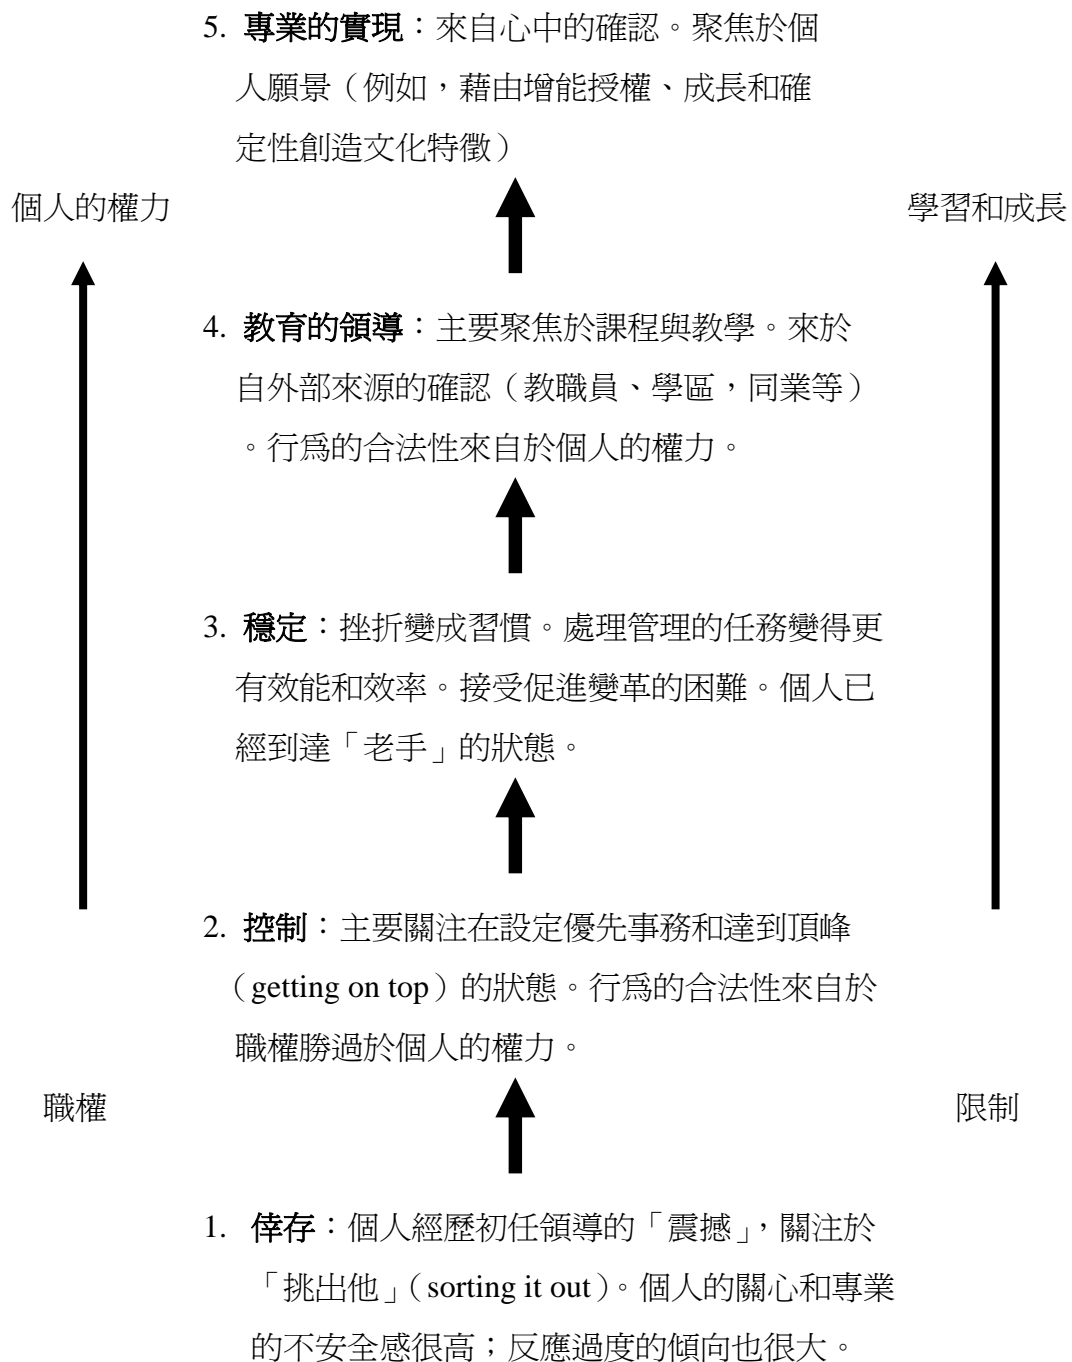 5. 專業的實現：來自心中的確認。聚焦於個
人願景（例如，藉由增能授權、成長和確
定性創造文化特徵）
個人的權力
學習和成長
4. 教育的領導：主要聚焦於課程與教學。來於
自外部來源的確認（教職員、學區，同業等）
。行爲的合法性來自於個人的權力。
3. 穩定：挫折變成習慣。處理管理的任務變得更
有效能和效率。接受促進變革的困難。個人已
經到達「老手」的狀態。
2. 控制：主要關注在設定優先事務和達到頂峰
（getting on top）的狀態。行爲的合法性來自於
職權勝過於個人的權力。
職權
限制
1. 倖存：個人經歷初任領導的「震撼」，關注於
「挑出他」（sorting it out）。個人的關心和專業
的不安全感很高；反應過度的傾向也很大。